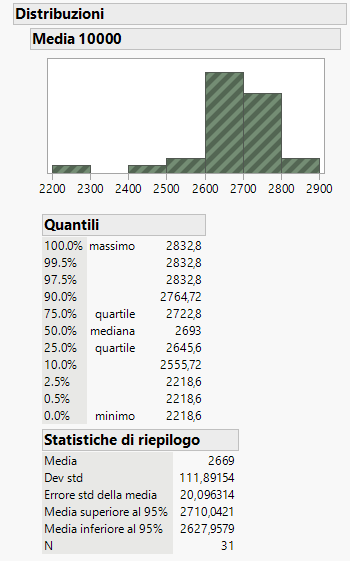 Distribuzioni
Media 10000
2200 2300 2400 2500 2600 2700 2800 2900
Quantili
100.0% massimo 2832,8
99.5% 2832,8
97.5% 2832,8
90.0% 2764,72
75.0% quartile 2722,8
50.0% mediana 2693
25.0% quartile 2645,6
10.0% 2555,72
2.5% 2218,6
0.5% 2218,6
0.0% minimo 2218,6
Statistiche di riepilogo
Media 2669
Dev std 111,89154
Errore std della media 20,096314
Media superiore al 95% 2710,0421
Media inferiore al 95% 2627,9579
N 31